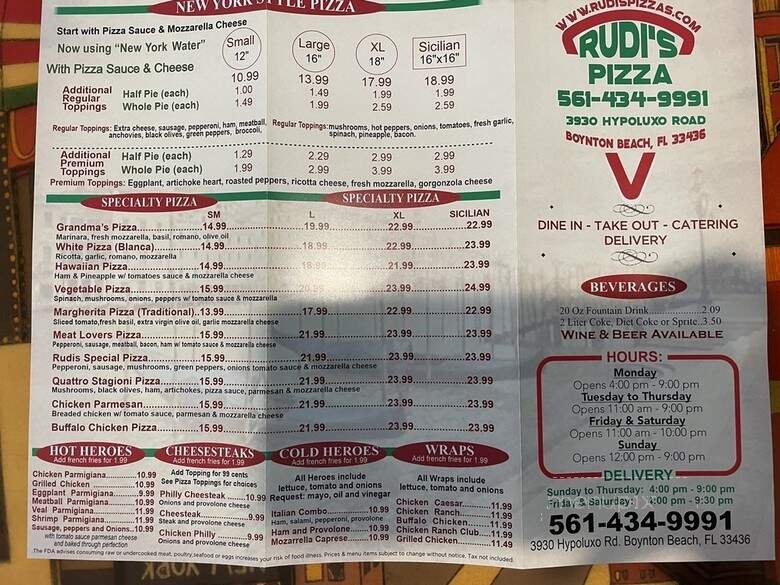 NEW YORK STYLE PIZZA
Start with Pizza Sauce & Mozzarella Cheese
Now using "New York Water"
With Pizza Sauce & Cheese
Small 12" Large 16" XL 18" Sicilian 16"x16"
10.99 13.99 17.99 18.99
Additional Regular Toppings
Half Pie (each) 1.00 1.49 1.99 1.99
Whole Pie (each) 1.49 1.99 2.59 2.59
Regular Toppings: Extra cheese, sausage, pepperoni, ham, meatball, anchovies, black olives, green peppers, broccoli,
Regular Toppings:mushrooms, hot peppers, onions, tomatoes, fresh garlic, spinach, pineapple, bacon.
Additional Premium Toppings
Half Pie (each) 1.29 2.29 2.99 2.99
Whole Pie (each) 1.99 2.99 3.99 3.99
Premium Toppings: Eggplant, artichoke heart, roasted peppers, ricotta cheese, fresh mozzarella, gorgonzola cheese
SPECIALTY PIZZA SPECIALTY PIZZA
SM L XL SICILIAN
Grandma's Pizza 14.99 19.99 22.99 22.99
Marinara, fresh mozzarella, basil, romano, olive oil
White Pizza (Blanca) 14.99 18.99 22.99 23.99
Ricotta, garlic, romano, mozzarella
Hawaiian Pizza 14.99 18.99 21.99 23.99
Ham & Pineapple w/ tomatoes sauce & mozzarella cheese
Vegetable Pizza 15.99 20.99 23.99 24.99
Spinach, mushrooms, onions, peppers w/ tomato sauce & mozzarella
Margherita Pizza (Traditional) 13.99 17.99 22.99 23.99
Sliced tomato,fresh basil, extra virgin olive oil, garlic mozzarella cheese
Meat Lovers Pizza 15.99 21.99 23.99 23.99
Pepperoni, sausage, meatball, bacon, ham w/ tomato sauce & mozzarella cheese
Rudis Special Pizza 15.99 21.99 23.99 23.99
Pepperoni, sausage, mushrooms, green peppers, onions tomato sauce & mozzarella cheese
Quattro Stagioni Pizza 15.99 21.99 23.99 23.99
Mushrooms, black olives, ham, artichokes, pizza sauce, parmesan & mozzarella cheese
Chicken Parmesan 15.99 21.99 23.99 23.99
Breaded chicken w/ tomato sauce, parmesan & mozzarella cheese
Buffalo Chicken Pizza 15.99 21.99 23.99 23.99
HOT HEROES
Add french fries for 1.99
Chicken Parmigiana 10.99
Grilled Chicken 10.99
Eggplant Parmigiana 9.99
Meatball Parmigiana 10.99
Veal Parmigiana 11.99
Shrimp Parmigiana 11.99
Sausage, peppers and Onions..10.99
with tomato sauce parmesan cheese
and baked through perfection
CHEESESTEAKS
Add french fries for 1.99
Add Topping for 99 cents
See Pizza Toppings for choices
Philly Cheesteak 10.99
Onions and provolone cheese
Cheesteak 9.99
Steak and provolone cheese
Chicken Philly 9.99
Onions and provolone cheese
COLD HEROES
Add french fries for 1.99
All Heroes include
lettuce, tomato and onions
Request: mayo, oil and vinegar
Italian Combo 10.99
Ham, salami, pepperoni, provolone
Ham and Provolone 10.99
Mozarrella Caprese 10.99
WRAPS
Add french fries for 1.99
All Wraps include
lettuce, tomato and onions
Chicken Caesar 11.99
Chicken Ranch 11.99
Buffalo Chicken 11.99
Chicken Ranch Club 11.99
Grilled Chicken 11.49
The FDA advises consuming raw or undercooked meat, poultry,seafood or eggs increases your risk of food illness. Prices & menu items subject to change without notice. Tax not included.
WWW.RUDISPIZZAS.COM
RUDI'S
PIZZA
561-434-9991
3930 HYPOLUXO ROAD
BOYNTON BEACH, FL 33436
DINE IN - TAKE OUT - CATERING
DELIVERY
BEVERAGES
20 Oz Fountain Drink 2.09
2 Liter Coke, Diet Coke or Sprite..3.50
WINE & BEER AVAILABLE
HOURS:
Monday
Opens 4:00 pm - 9:00 pm
Tuesday to Thursday
Opens 11:00 am - 9:00 pm
Friday & Saturday
Opens 11:00 am - 10:00 pm
Sunday
Opens 12:00 pm - 9:00 pm
DELIVERY
Sunday to Thursday: 4:00 pm - 9:00 pm
Friday & Saturday: :00 pm - 9:30 pm
561-434-9991
3930 Hypoluxo Rd. Boynton Beach, FL 33436
YORK